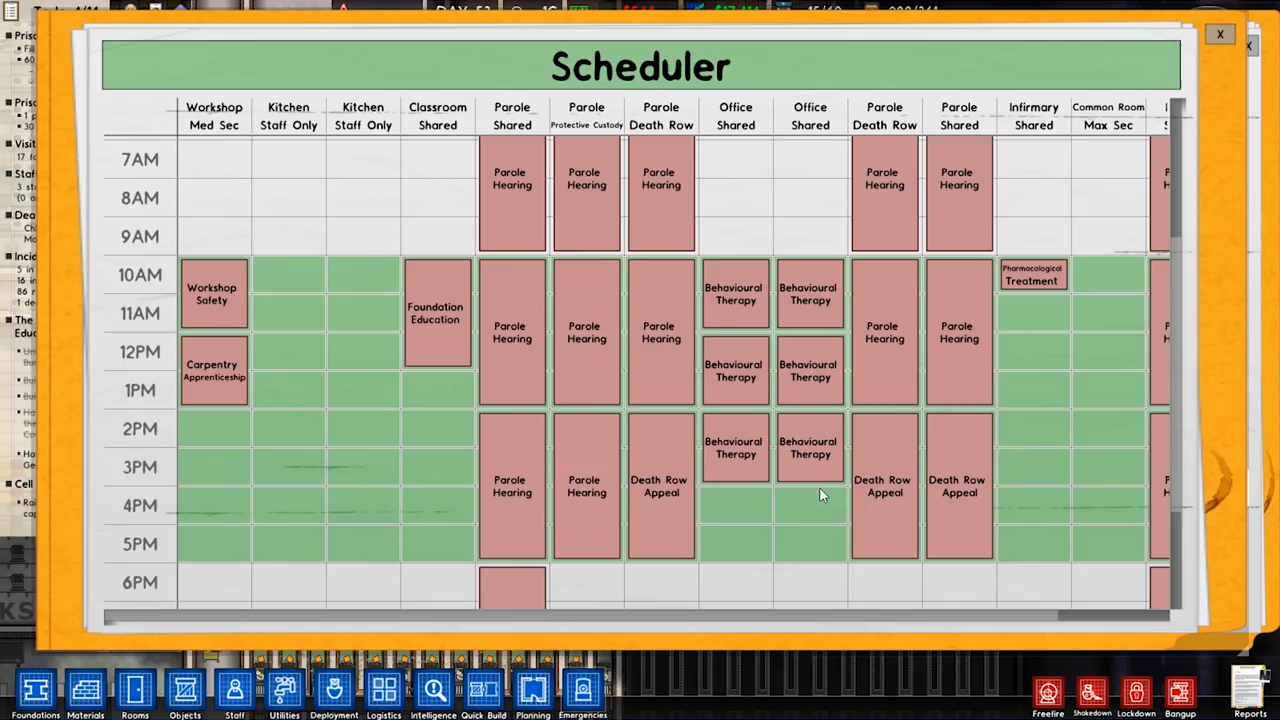 DAY 53
X
X
Scheduler
Workshop Kitchen Kitchen Classroom Parole Parole Parole Office Office Parole Parole Infirmary Common Room
Med Sec Staff Only Staff Only Shared Shared Protective Custody Death Row Shared Shared Death Row Shared Shared Max Sec
7AM
Parole Hearing
Parole Hearing
Parole Hearing
Parole Hearing
Parole Hearing
8AM
9AM
10AM
Workshop Safety
Foundation Education
Parole Hearing
Parole Hearing
Parole Hearing
Behavioural Therapy
Behavioural Therapy
Parole Hearing
Parole Hearing
Pharmacological Treatment
11AM
12PM
Carpentry Apprenticeship
Behavioural Therapy
Behavioural Therapy
1PM
2PM
Behavioural Therapy
Behavioural Therapy
3PM
Parole Hearing
Parole Hearing
Death Row Appeal
Death Row Appeal
Death Row Appeal
4PM
5PM
6PM
Foundations Materials Rooms Objects Staff Utilities Deployment Logistics Intelligence Quick Build Planning Emergencies
Freefire Shakedown Lockdown Bangup Reports